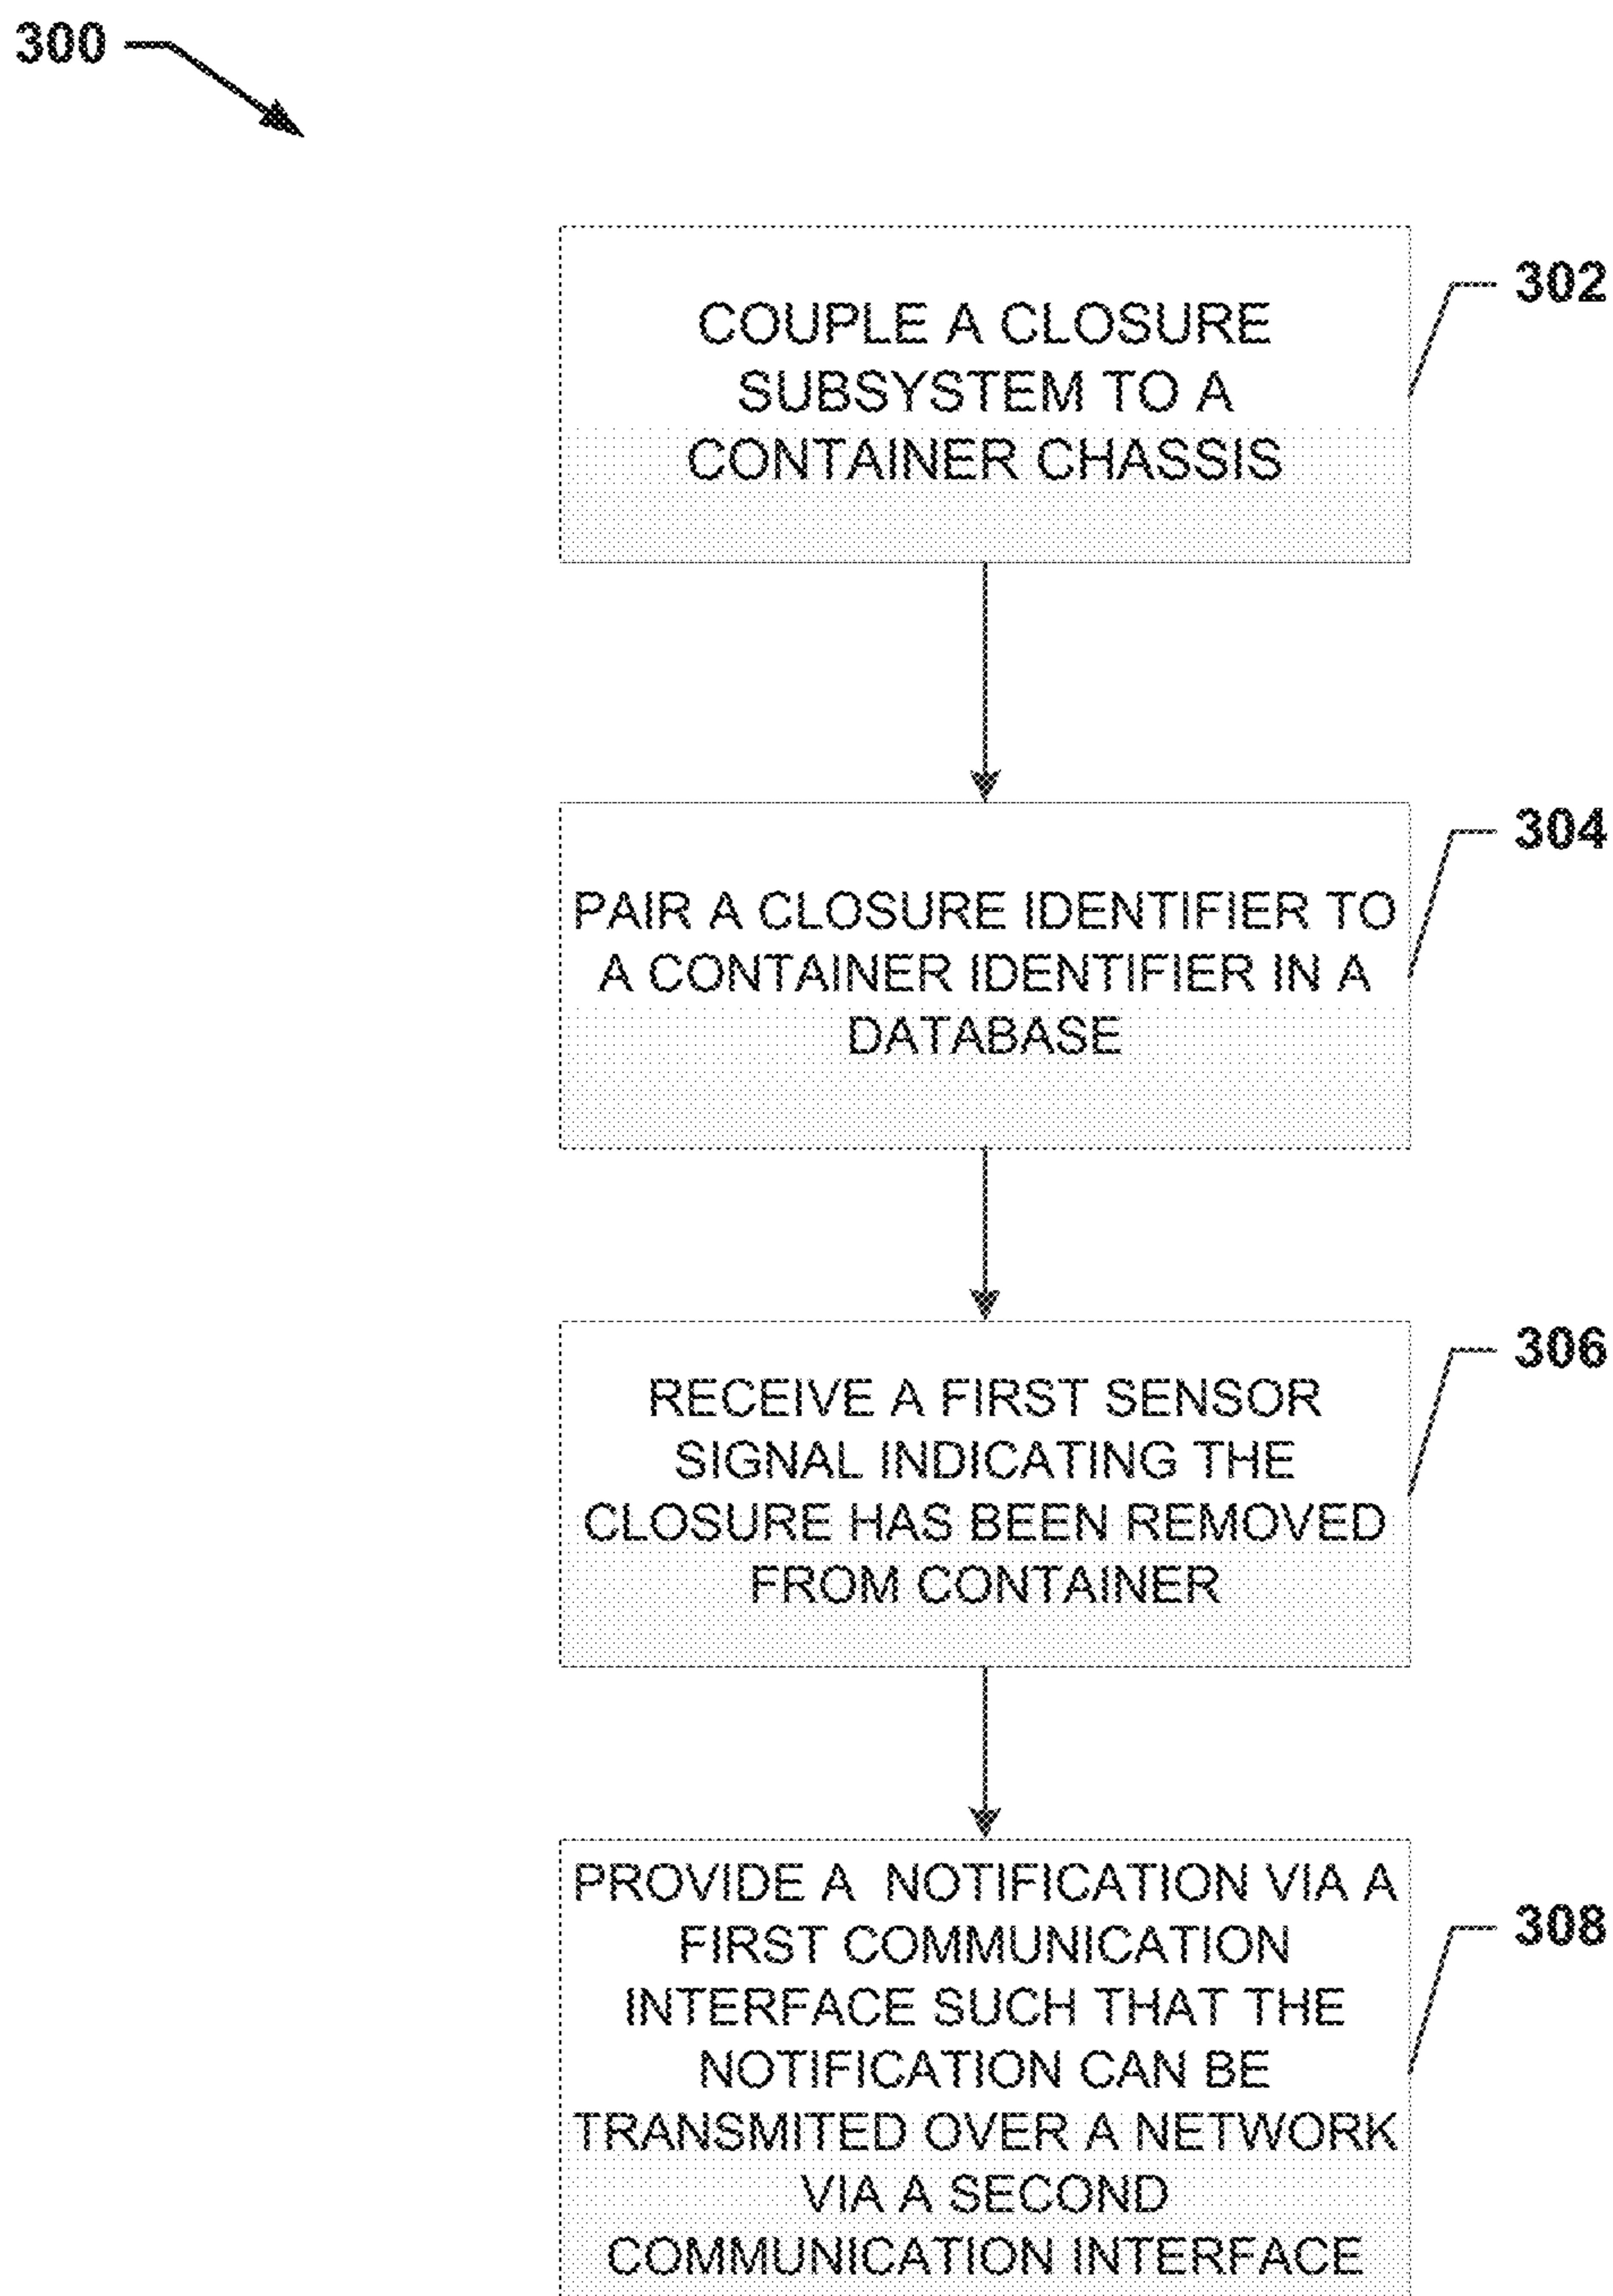 300
302
COUPLE A CLOSURE
SUBSYSTEM TO A
CONTAINER CHASSIS
304
PAIR A CLOSURE IDENTIFIER TO
A CONTAINER IDENTIFIER IN A
DATABASE
306
RECEIVE A FIRST SENSOR
SIGNAL INDICATING THE
CLOSURE HAS BEEN REMOVED
FROM CONTAINER
308
PROVIDE A NOTIFICATION VIA A
FIRST COMMUNICATION
INTERFACE SUCH THAT THE
NOTIFICATION CAN BE
TRANSMITED OVER A NETWORK
VIA A SECOND
COMMUNICATION INTERFACE